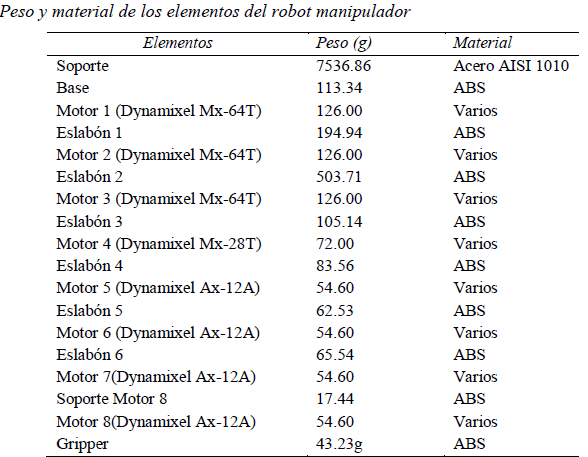 Peso y material de los elementos del robot manipulador
Elementos Peso (g) Material
Soporte 7536.86 Acero AISI 1010
Base 113.34 ABS
Motor 1 (Dynamixel Mx-64T) 126.00 Varios
Eslabón 1 194.94 ABS
Motor 2 (Dynamixel Mx-64T) 126.00 Varios
Eslabón 2 503.71 ABS
Motor 3 (Dynamixel Mx-64T) 126.00 Varios
Eslabón 3 105.14 ABS
Motor 4 (Dynamixel Mx-28T) 72.00 Varios
Eslabón 4 83.56 ABS
Motor 5 (Dynamixel Ax-12A) 54.60 Varios
Eslabón 5 62.53 ABS
Motor 6 (Dynamixel Ax-12A) 54.60 Varios
Eslabón 6 65.54 ABS
Motor 7(Dynamixel Ax-12A) 54.60 Varios
Soporte Motor 8 17.44 ABS
Motor 8(Dynamixel Ax-12A) 54.60 Varios
Gripper 43.23g ABS